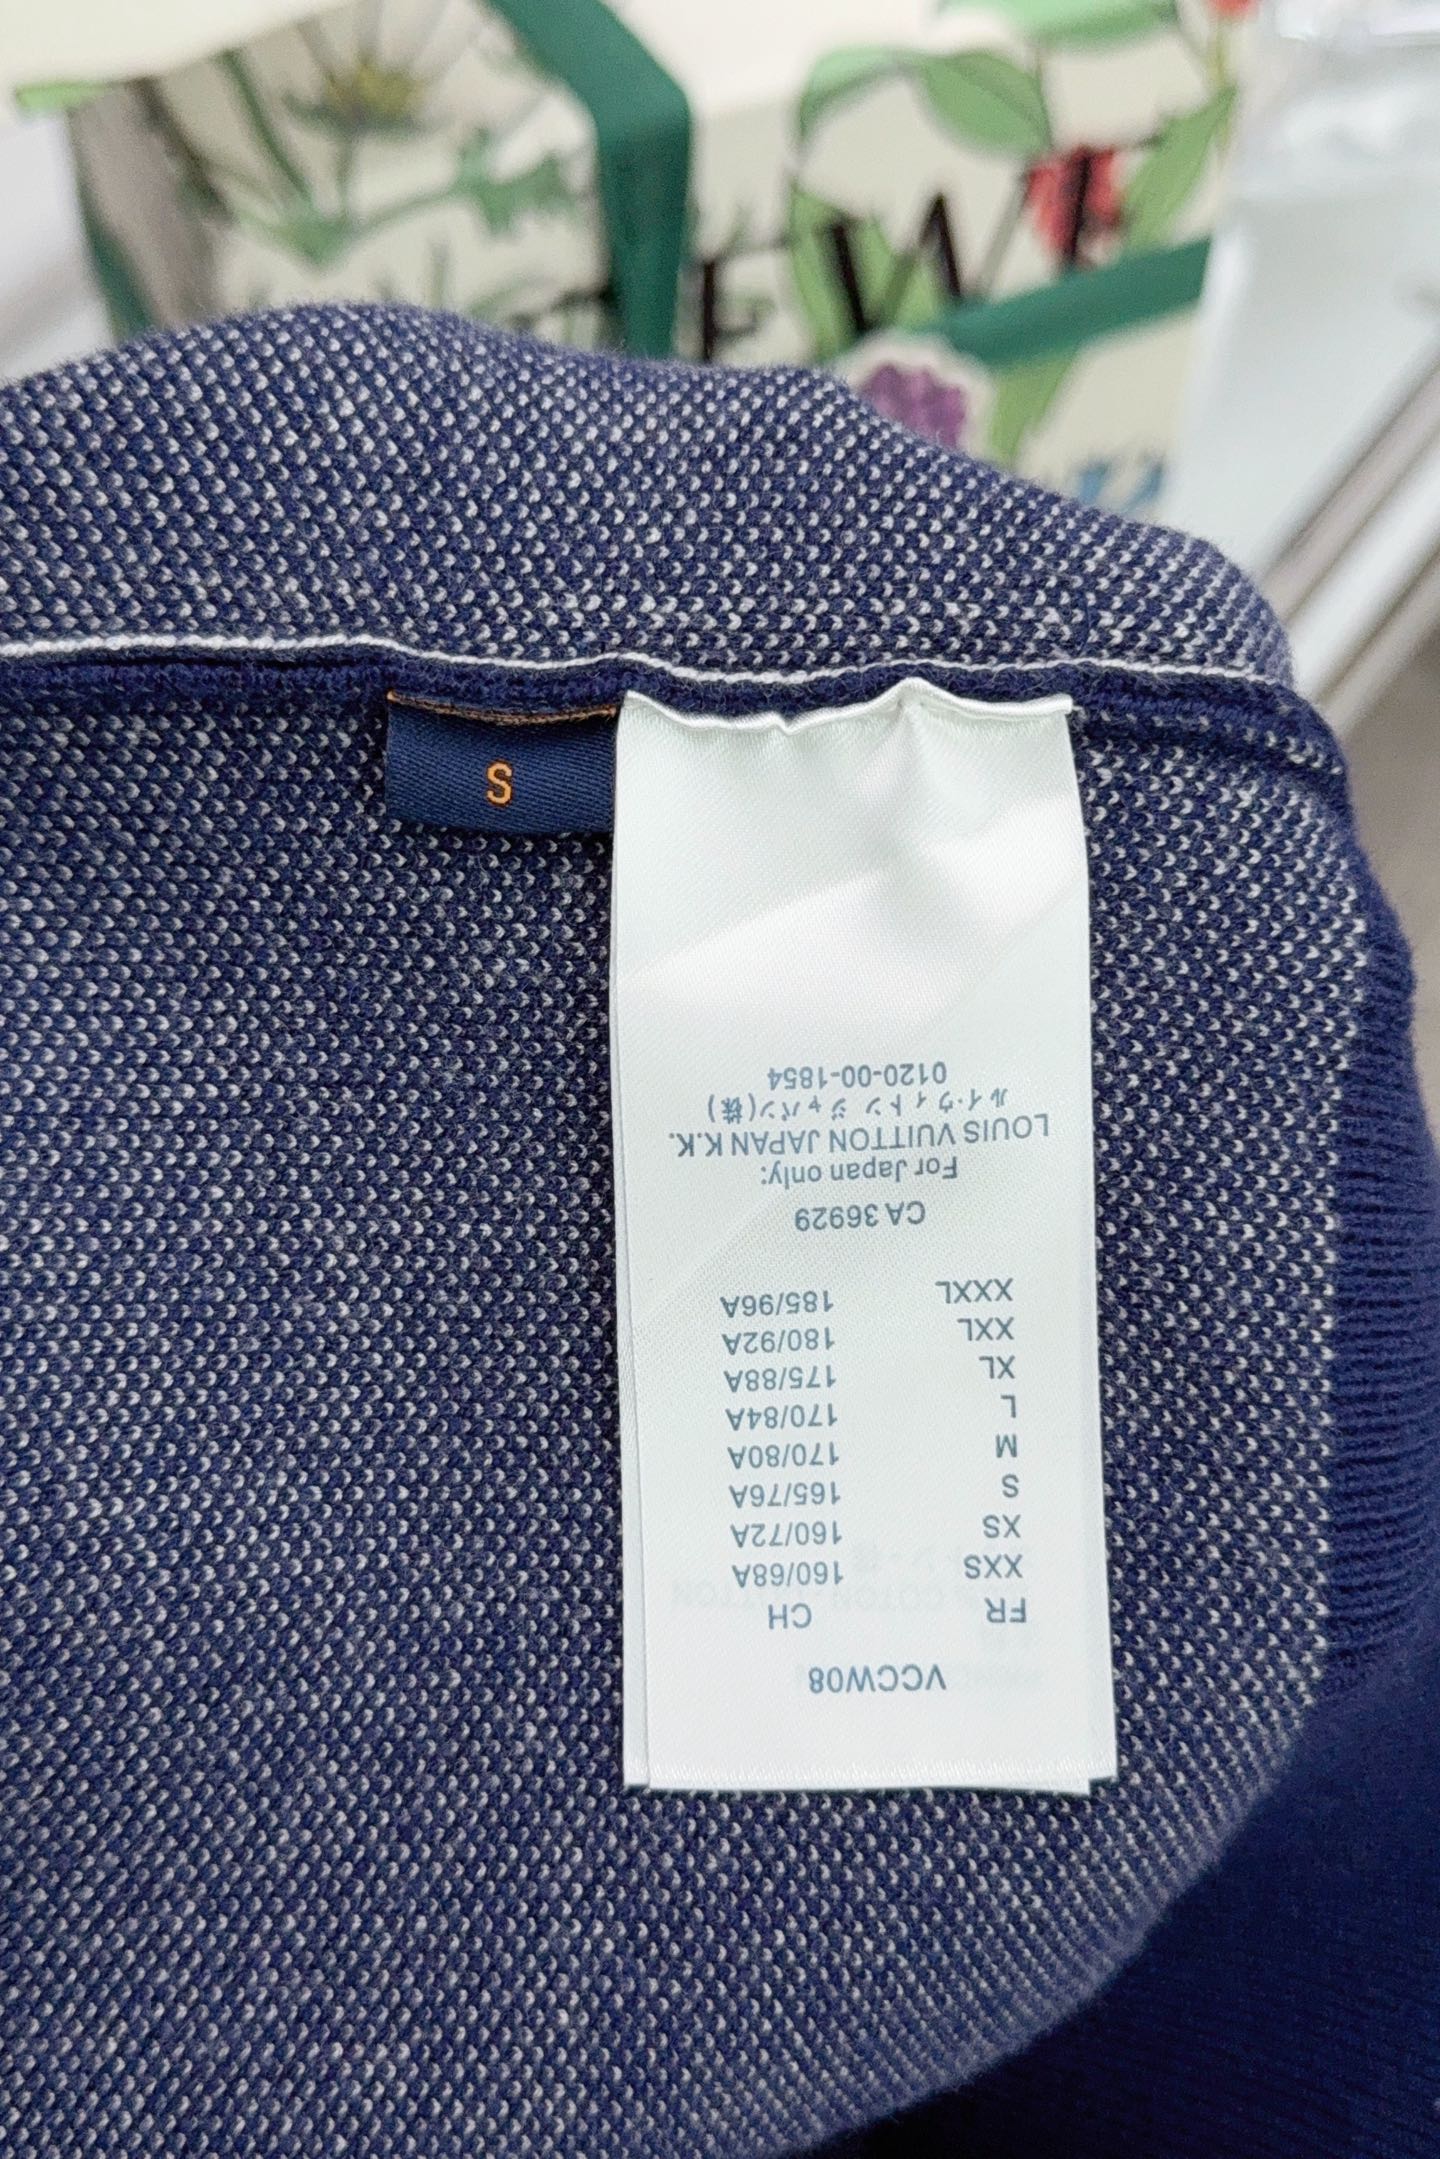 S
VCCW08
FR CH
XXS 160/68A
XS 160/72A
S 165/76A
M 170/80A
L 170/84A
XL 175/88A
XXL 180/92A
XXXL 185/96A
CA 36929
For Japan only:
LOUIS VUITTON JAPAN K.K.
ルイ・ヴィトン ジャパン(株)
0120-00-1854